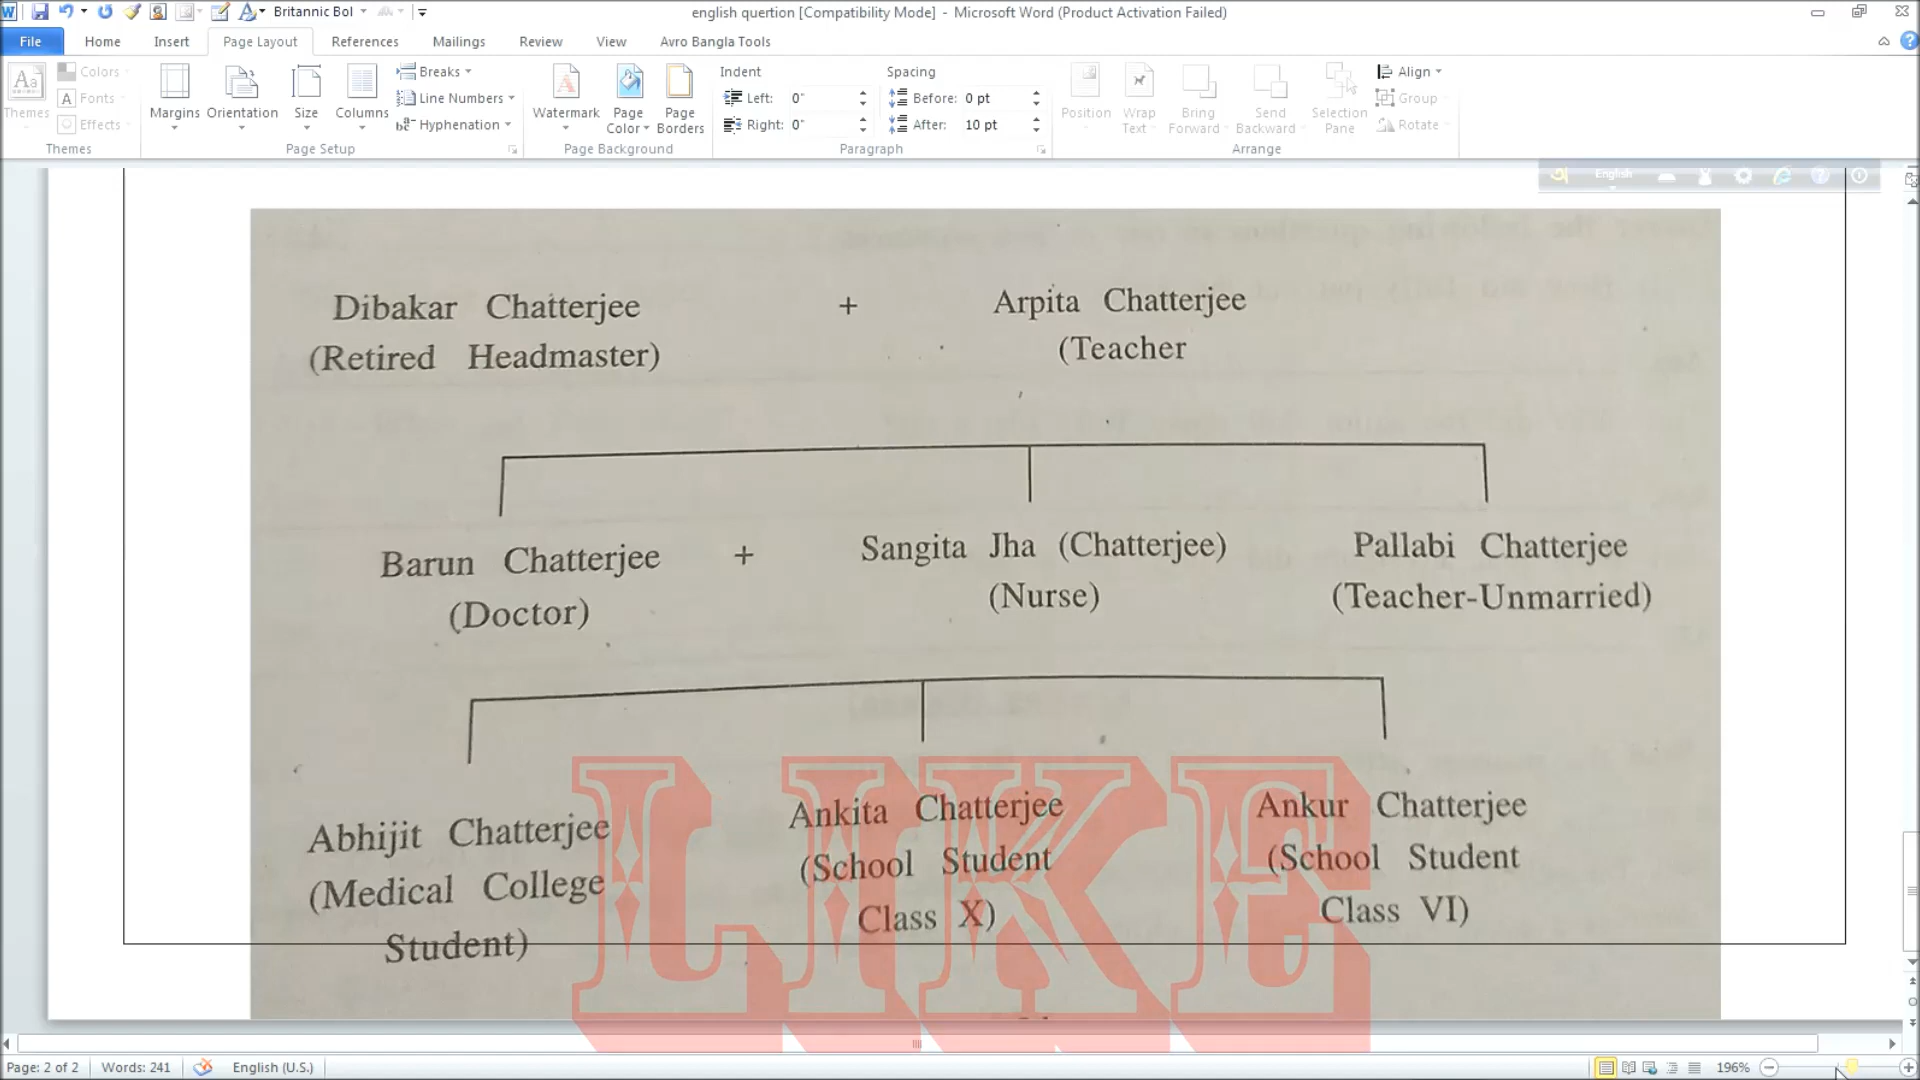 W Britannic Bol english quertion [Compatibility Mode] - Microsoft Word (Product Activation Failed)
File Home Insert Page Layout References Mailings Review View Avro Bangla Tools
Aa Themes Colors Fonts Effects
Margins Orientation Size Columns Breaks Line Numbers Hyphenation
Watermark Page Color Page Borders
Indent Spacing
Left: 0" Before: 0 pt
Right: 0" After: 10 pt
Position Wrap Text Bring Forward Send Backward Selection Pane Align Group Rotate
Themes Page Setup Page Background Paragraph Arrange
English
Dibakar Chatterjee + Arpita Chatterjee
(Retired Headmaster) (Teacher
Barun Chatterjee + Sangita Jha (Chatterjee) Pallabi Chatterjee
(Doctor) (Nurse) (Teacher-Unmarried)
Abhijit Chatterjee Ankita Chatterjee Ankur Chatterjee
(Medical College (School Student (School Student
Student) Class X) Class VI)
LIKE
Page: 2 of 2 Words: 241 English (U.S.) 196%